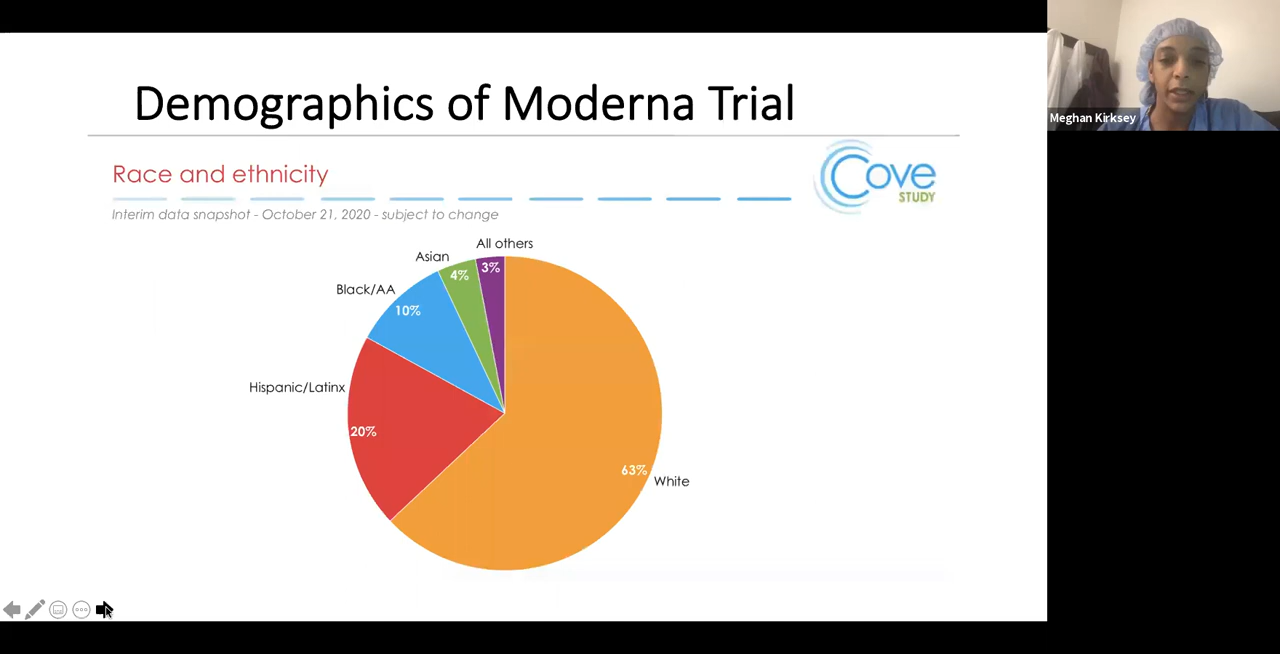 Demographics of Moderna Trial
Race and ethnicity
Cove
STUDY
Interim data snapshot - October 21, 2020 - subject to change
All others
3%
Asian
4%
Black/AA
10%
Hispanic/Latinx
20%
63%
White
Meghan Kirksey